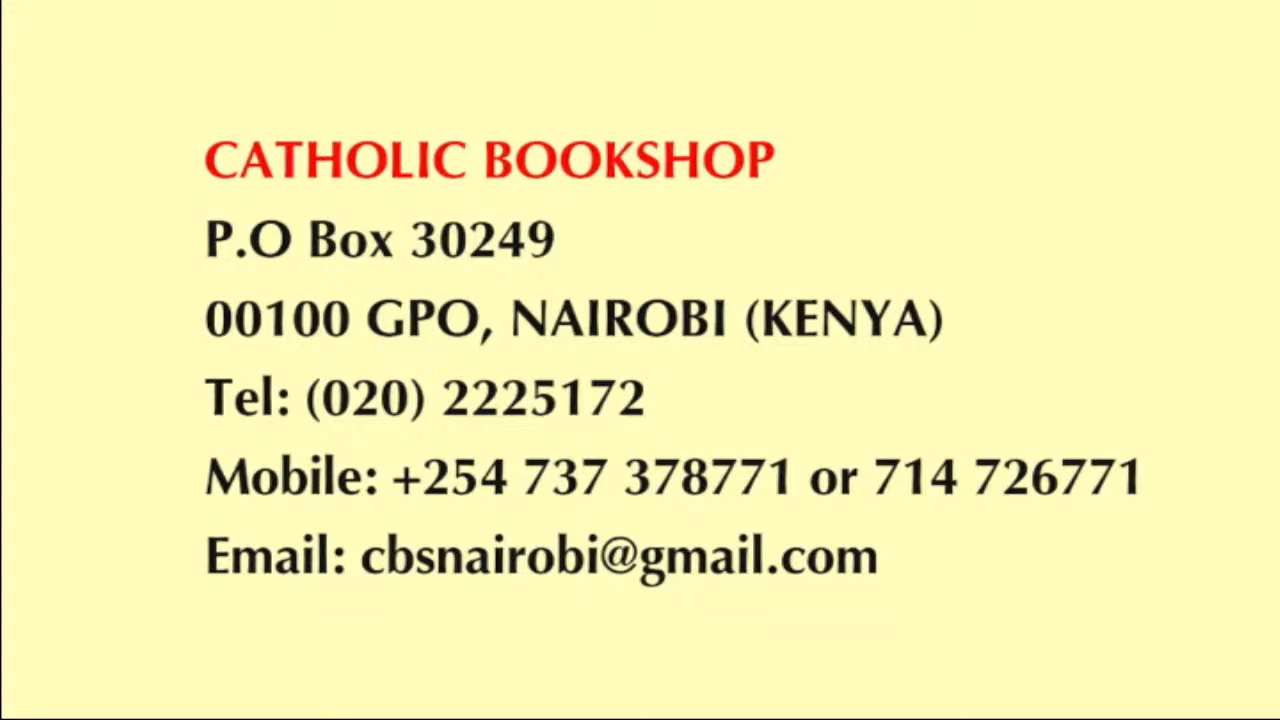 CATHOLIC BOOKSHOP
P.O Box 30249
00100 GPO, NAIROBI (KENYA)
Tel: (020) 2225172
Mobile: +254 737 378771 or 714 726771
Email: cbsnairobi@gmail.com